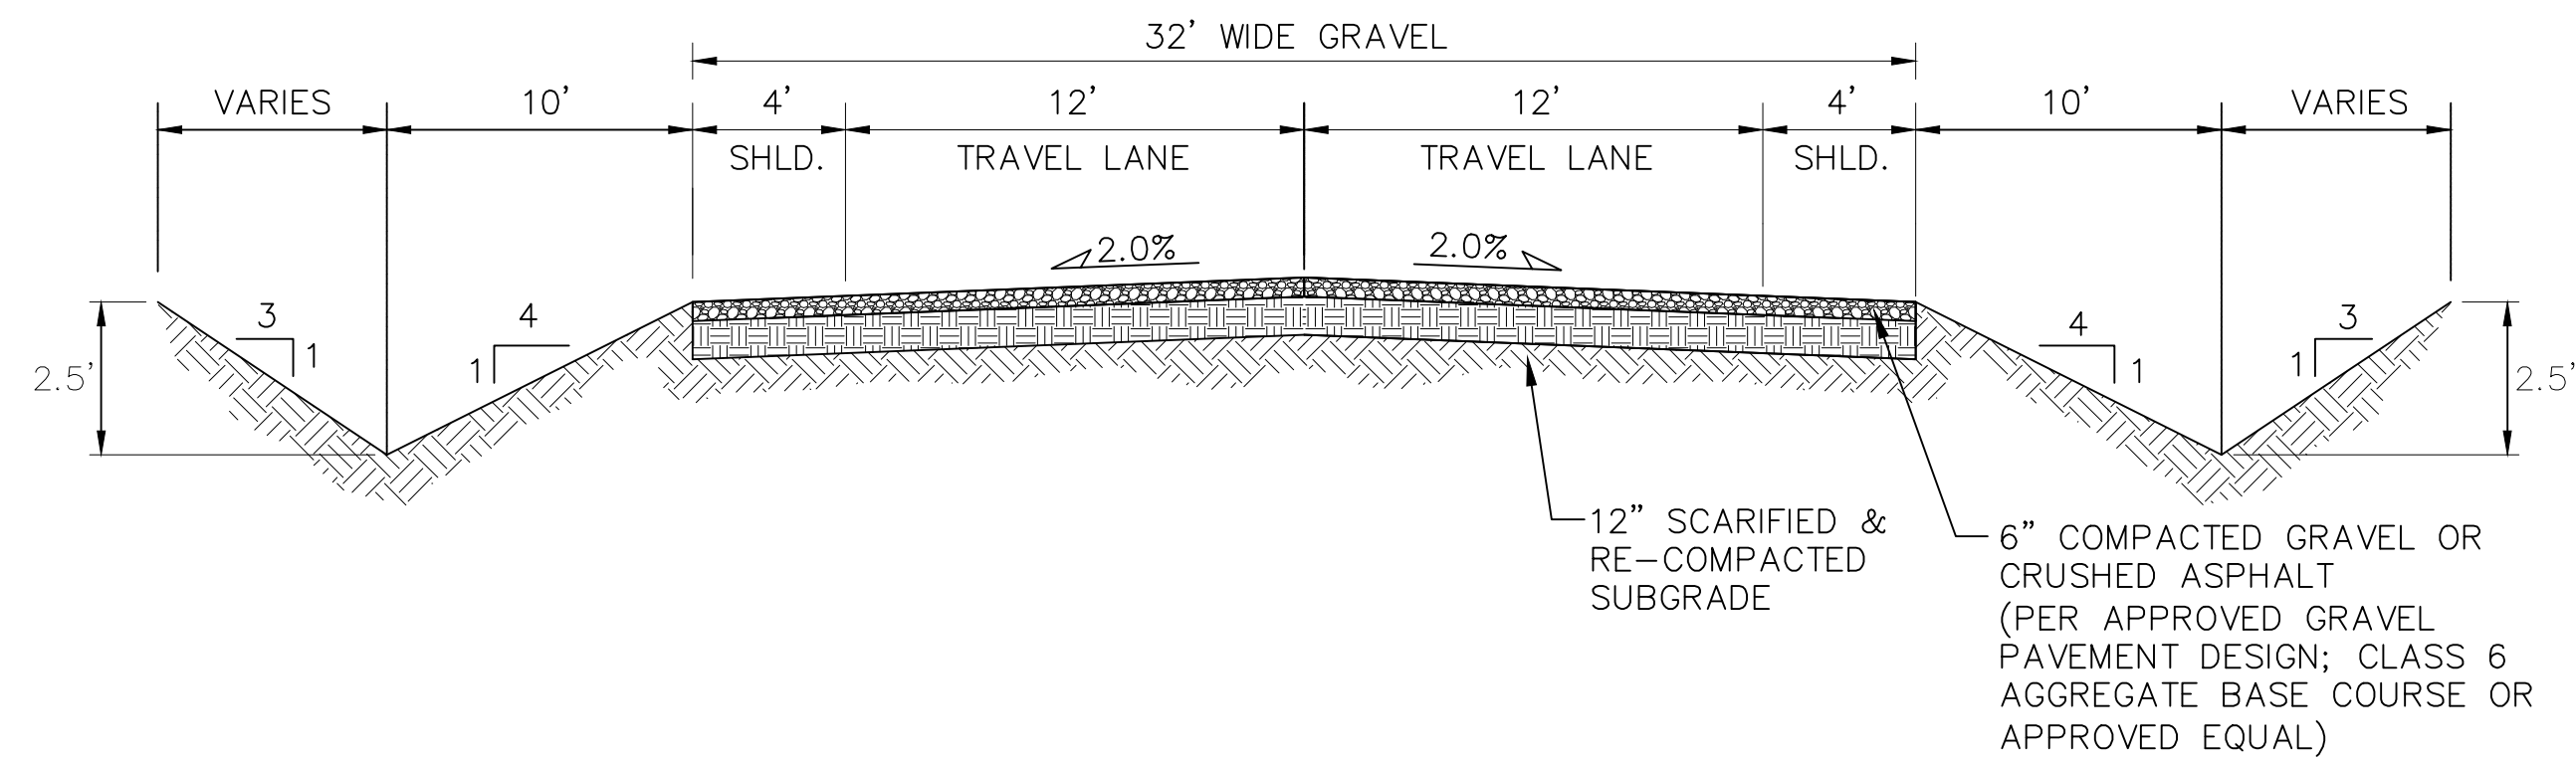 32' WIDE GRAVEL
VARIES 10' 4' 12' 12' 4' 10' VARIES
SHLD. TRAVEL LANE TRAVEL LANE SHLD.
2.0% 2.0%
3 4 4 3
1 1 1 1
2.5' 2.5'
12" SCARIFIED &
RE-COMPACTED
SUBGRADE
6" COMPACTED GRAVEL OR
CRUSHED ASPHALT
(PER APPROVED GRAVEL
PAVEMENT DESIGN; CLASS 6
AGGREGATE BASE COURSE OR
APPROVED EQUAL)